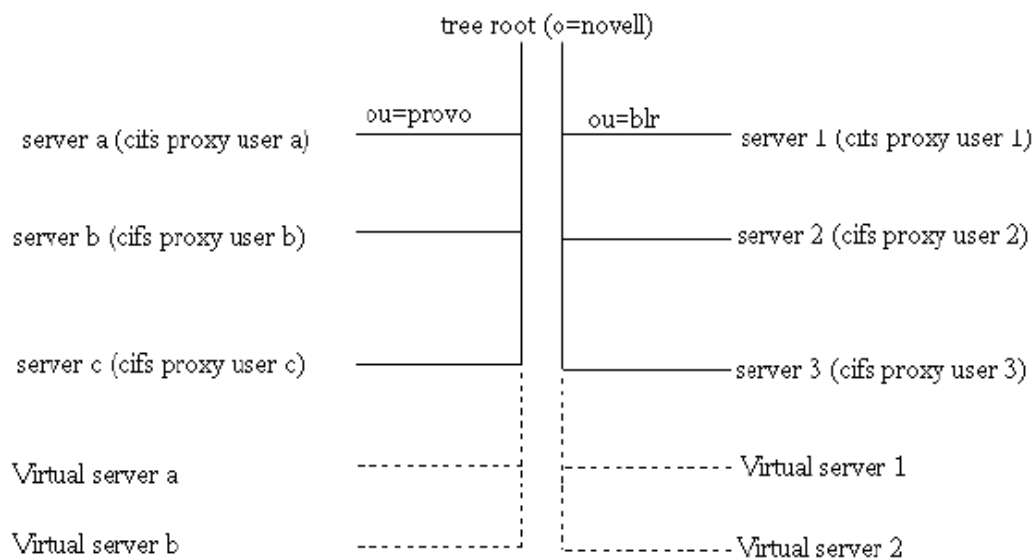 tree root (o=novell)
ou=provo
ou=blr
server a (cifs proxy user a)
server 1 (cifs proxy user 1)
server b (cifs proxy user b)
server 2 (cifs proxy user 2)
server c (cifs proxy user c)
server 3 (cifs proxy user 3)
Virtual server a
Virtual server 1
Virtual server b
Virtual server 2